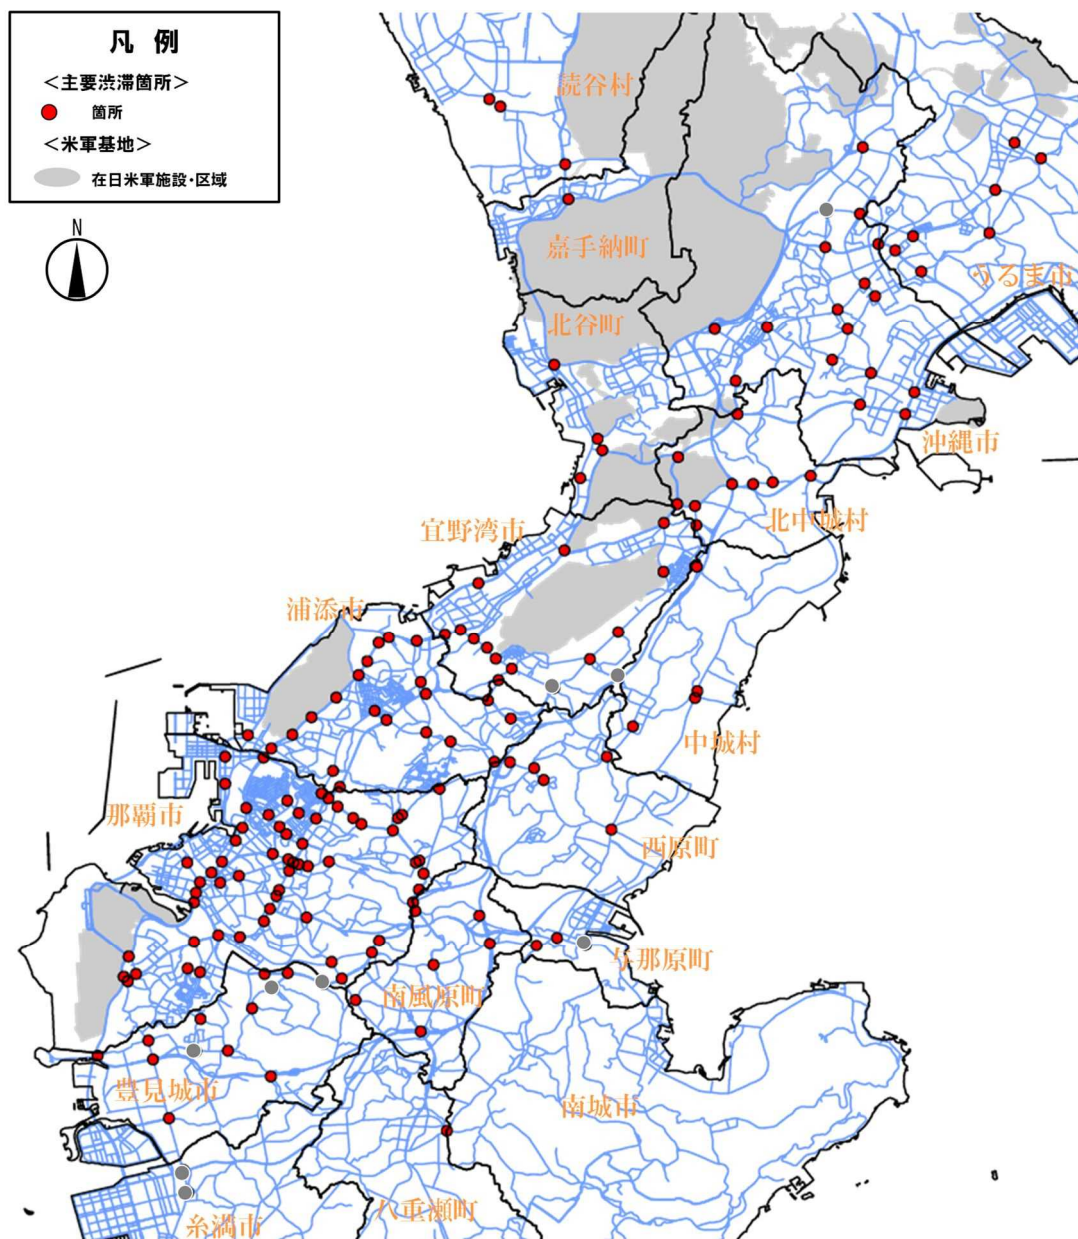 凡 例
＜主要渋滞箇所＞
箇所
＜米軍基地＞
在日米軍施設・区域
N
読谷村
嘉手納町
うるま市
北谷町
沖縄市
北中城村
宜野湾市
浦添市
中城村
那覇市
西原町
与那原町
南風原町
豊見城市
南城市
八重瀬町
糸満市